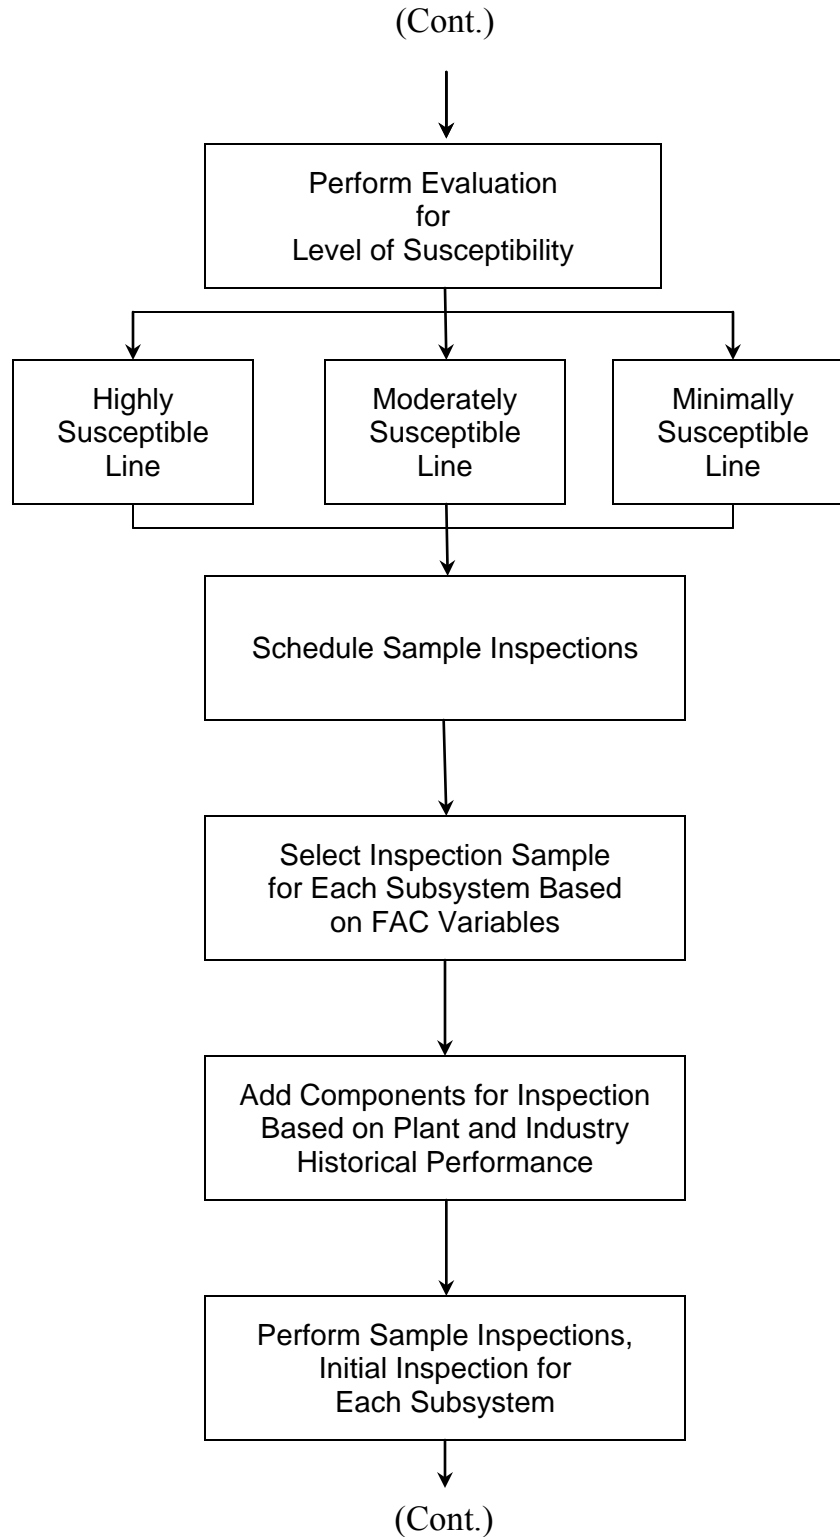 (Cont.)
Perform Evaluation
for
Level of Susceptibility
Highly
Susceptible
Line
Moderately
Susceptible
Line
Minimally
Susceptible
Line
Schedule Sample Inspections
Select Inspection Sample
for Each Subsystem Based
on FAC Variables
Add Components for Inspection
Based on Plant and Industry
Historical Performance
Perform Sample Inspections,
Initial Inspection for
Each Subsystem
(Cont.)